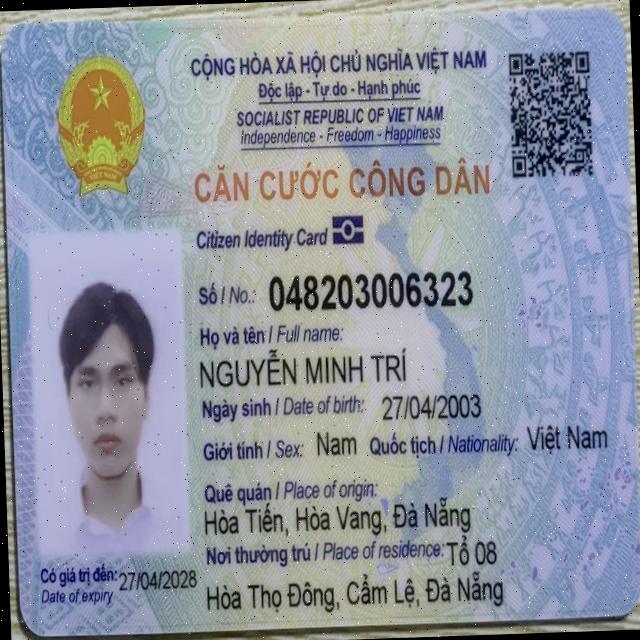 CỘNG HÒA XÃ HỘI CHỦ NGHĨA VIỆT NAM
Độc lập - Tự do - Hạnh phúc
SOCIALIST REPUBLIC OF VIET NAM
Independence - Freedom - Happiness
CĂN CƯỚC CÔNG DÂN
Citizen Identity Card
Số / No.: 048203006323
Họ và tên / Full name:
NGUYỄN MINH TRÍ
Ngày sinh / Date of birth: 27/04/2003
Giới tính / Sex: Nam Quốc tịch / Nationality: Việt Nam
Quê quán / Place of origin:
Hòa Tiến, Hòa Vang, Đà Nẵng
Nơi thường trú / Place of residence: Tổ 08
Hòa Thọ Đông, Cẩm Lệ, Đà Nẵng
Có giá trị đến: 27/04/2028
Date of expiry